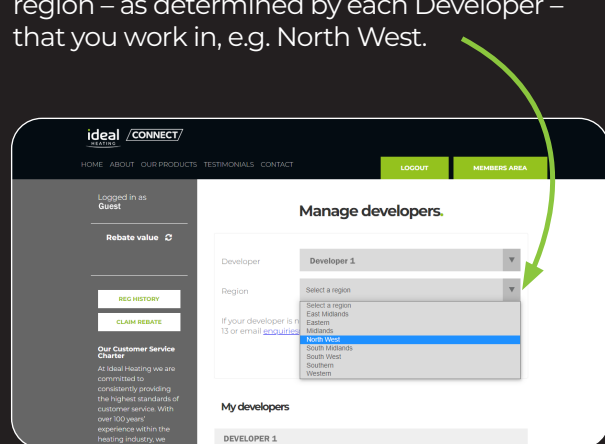 region – as determined by each Developer –
that you work in, e.g. North West.
ideal /CONNECT/
HEATING
HOME ABOUT OUR PRODUCTS TESTIMONIALS CONTACT
LOGOUT
MEMBERS AREA
Logged in as
Guest
Rebate value
REG HISTORY
CLAIM REBATE
Our Customer Service
Charter
At Ideal Heating we are
committed to
consistently providing
the highest standards of
customer service. With
over 100 years'
experience within the
heating industry, we
Manage developers.
Developer
Developer 1
Region
Select a region
Select a region
East Midlands
Eastern
Midlands
North West
South Midlands
South West
Southern
Western
If your developer is n
13 or email enquiries
My developers
DEVELOPER 1